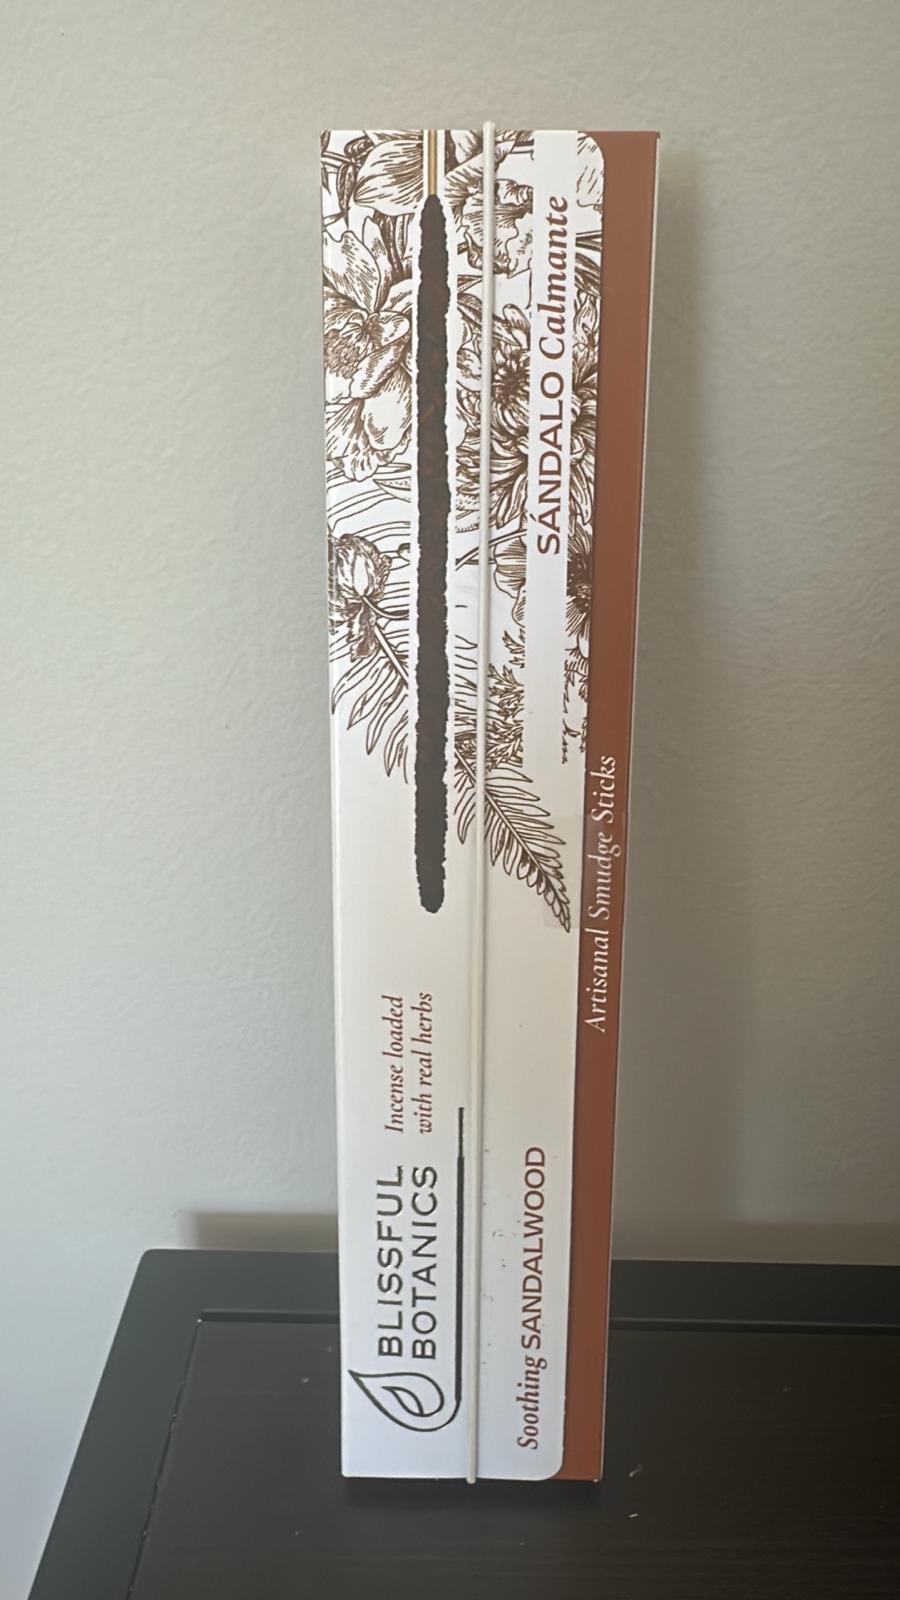 BLISSFUL
BOTANICS
Incense loaded
with real herbs
Soothing SANDALWOOD
SÁNDALO Calmante
Artisanal Smudge Sticks